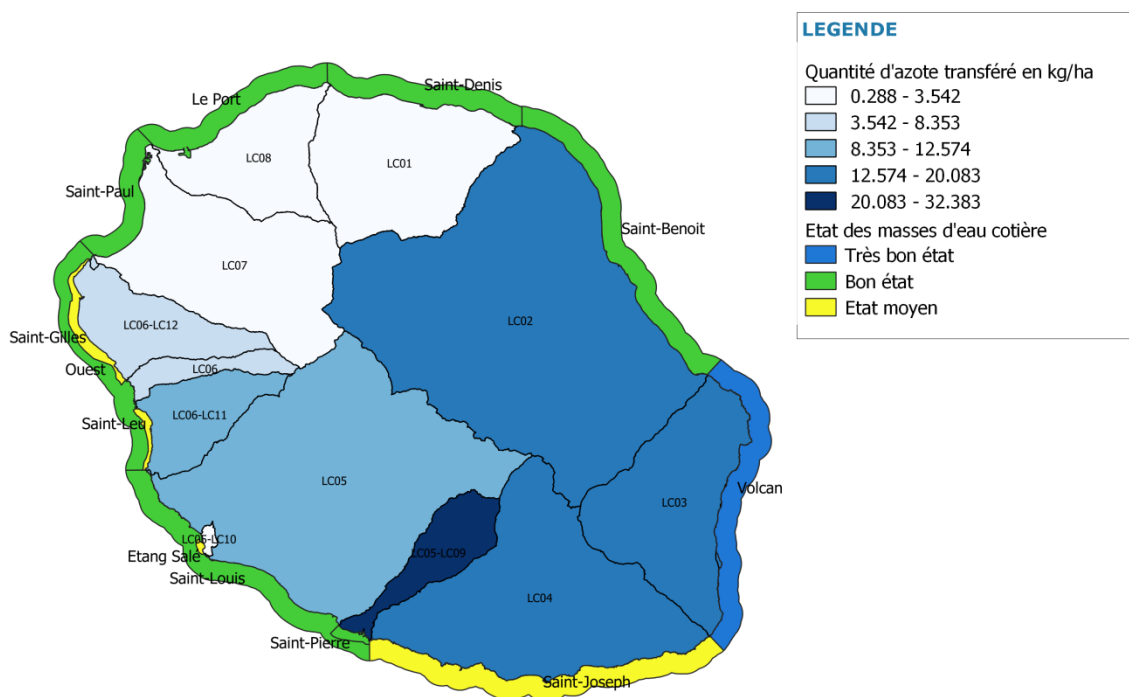 LEGENDE
Quantité d'azote transféré en kg/ha
0.288 - 3.542
3.542 - 8.353
8.353 - 12.574
12.574 - 20.083
20.083 - 32.383
Etat des masses d'eau cotière
Très bon état
Bon état
Etat moyen
Saint-Denis
Le Port
LC08
LC01
Saint-Paul
Saint-Benoit
LC07
LC02
LC06-LC12
Saint-Gilles
Ouest
LC06
LC06-LC11
Saint-Leu
LC05
Volcan
LC03
LC05-LC10
LC05-LC09
Etang Salé
Saint-Louis
LC04
Saint-Pierre
Saint-Joseph